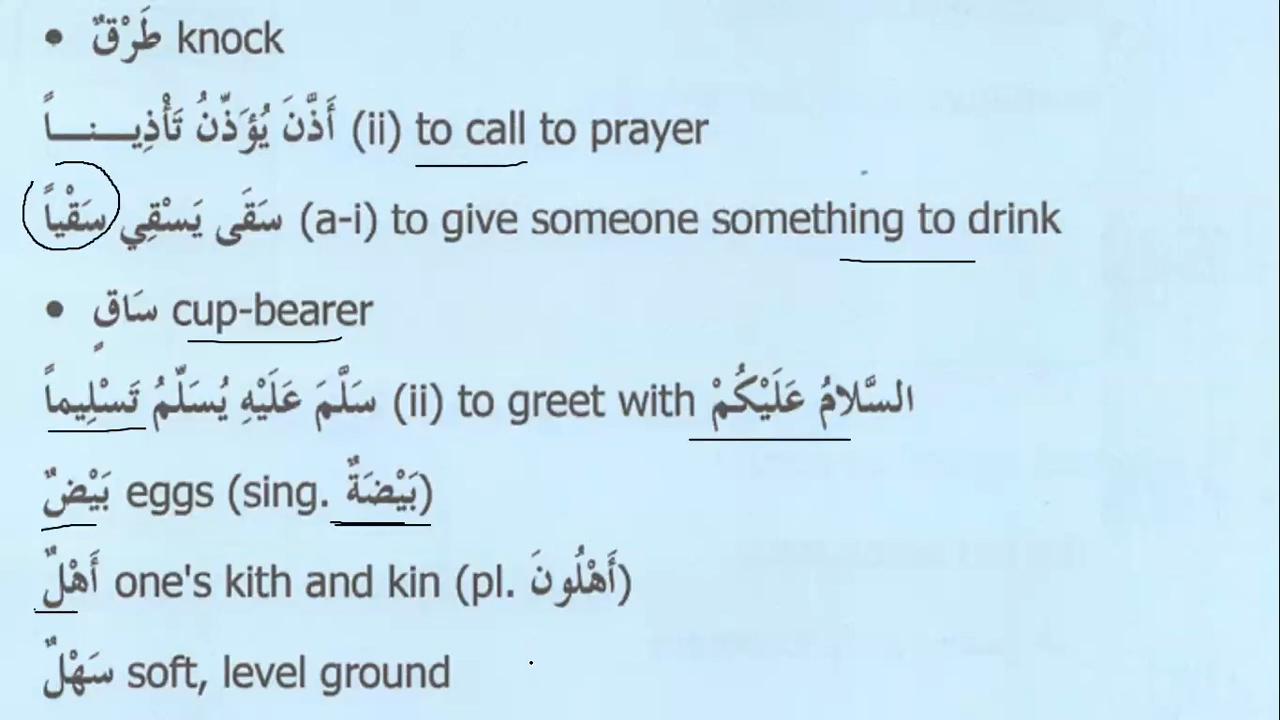 • طَرْقٌ knock
أَذَّنَ يُؤَذِّنُ تَأْذِيـــنـــاً (ii) to call to prayer
سَقَى يَسْقِي سَقْياً (a-i) to give someone something to drink
• سَاقٍ cup-bearer
سَلَّمَ عَلَيْهِ يُسَلِّمُ تَسْلِيماً (ii) to greet with السَّلامُ عَلَيْكُمْ
بَيْضٌ eggs (sing. بَيْضَةٌ)
أَهْلٌ one's kith and kin (pl. أَهْلُونَ)
سَهْلٌ soft, level ground